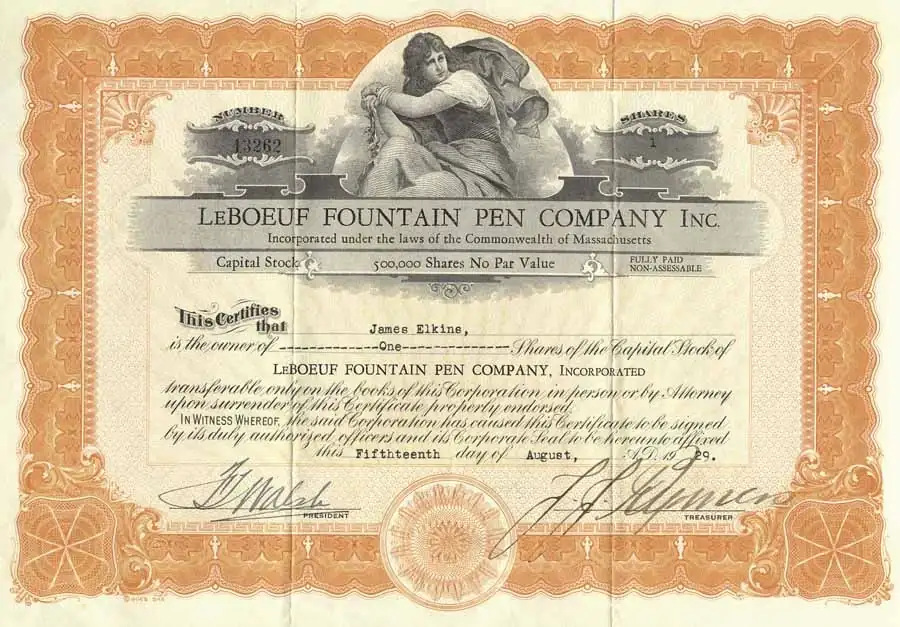 NUMBER
13262
SHARES
1
LEBOEUF FOUNTAIN PEN COMPANY INC.
Incorporated under the laws of the Commonwealth of Massachusetts
Capital Stock 500,000 Shares No Par Value FULLY PAID
NON-ASSESSABLE
This Certifies
that James Elkins,
is the owner of One Shares of the Capital Stock of
LEBOEUF FOUNTAIN PEN COMPANY, INCORPORATED
transferable only on the books of this Corporation in person or by Attorney
upon surrender of this Certificate properly endorsed.
IN WITNESS WHEREOF, the said Corporation has caused this Certificate to be signed
by its duly authorized officers and its Corporate Seal to be hereunto affixed
this Fifthteenth day of August, A.D. 1929.
PRESIDENT
TREASURER